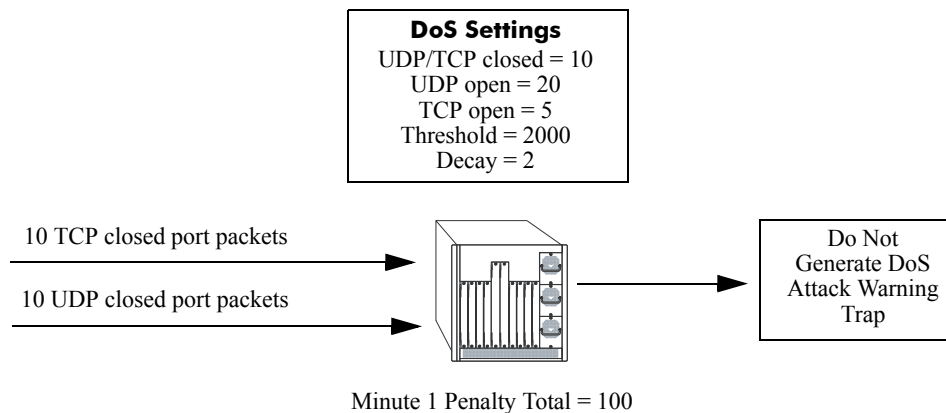 DoS Settings
UDP/TCP closed = 10
UDP open = 20
TCP open = 5
Threshold = 2000
Decay = 2
10 TCP closed port packets
10 UDP closed port packets
Do Not
Generate DoS
Attack Warning
Trap
Minute 1 Penalty Total = 100